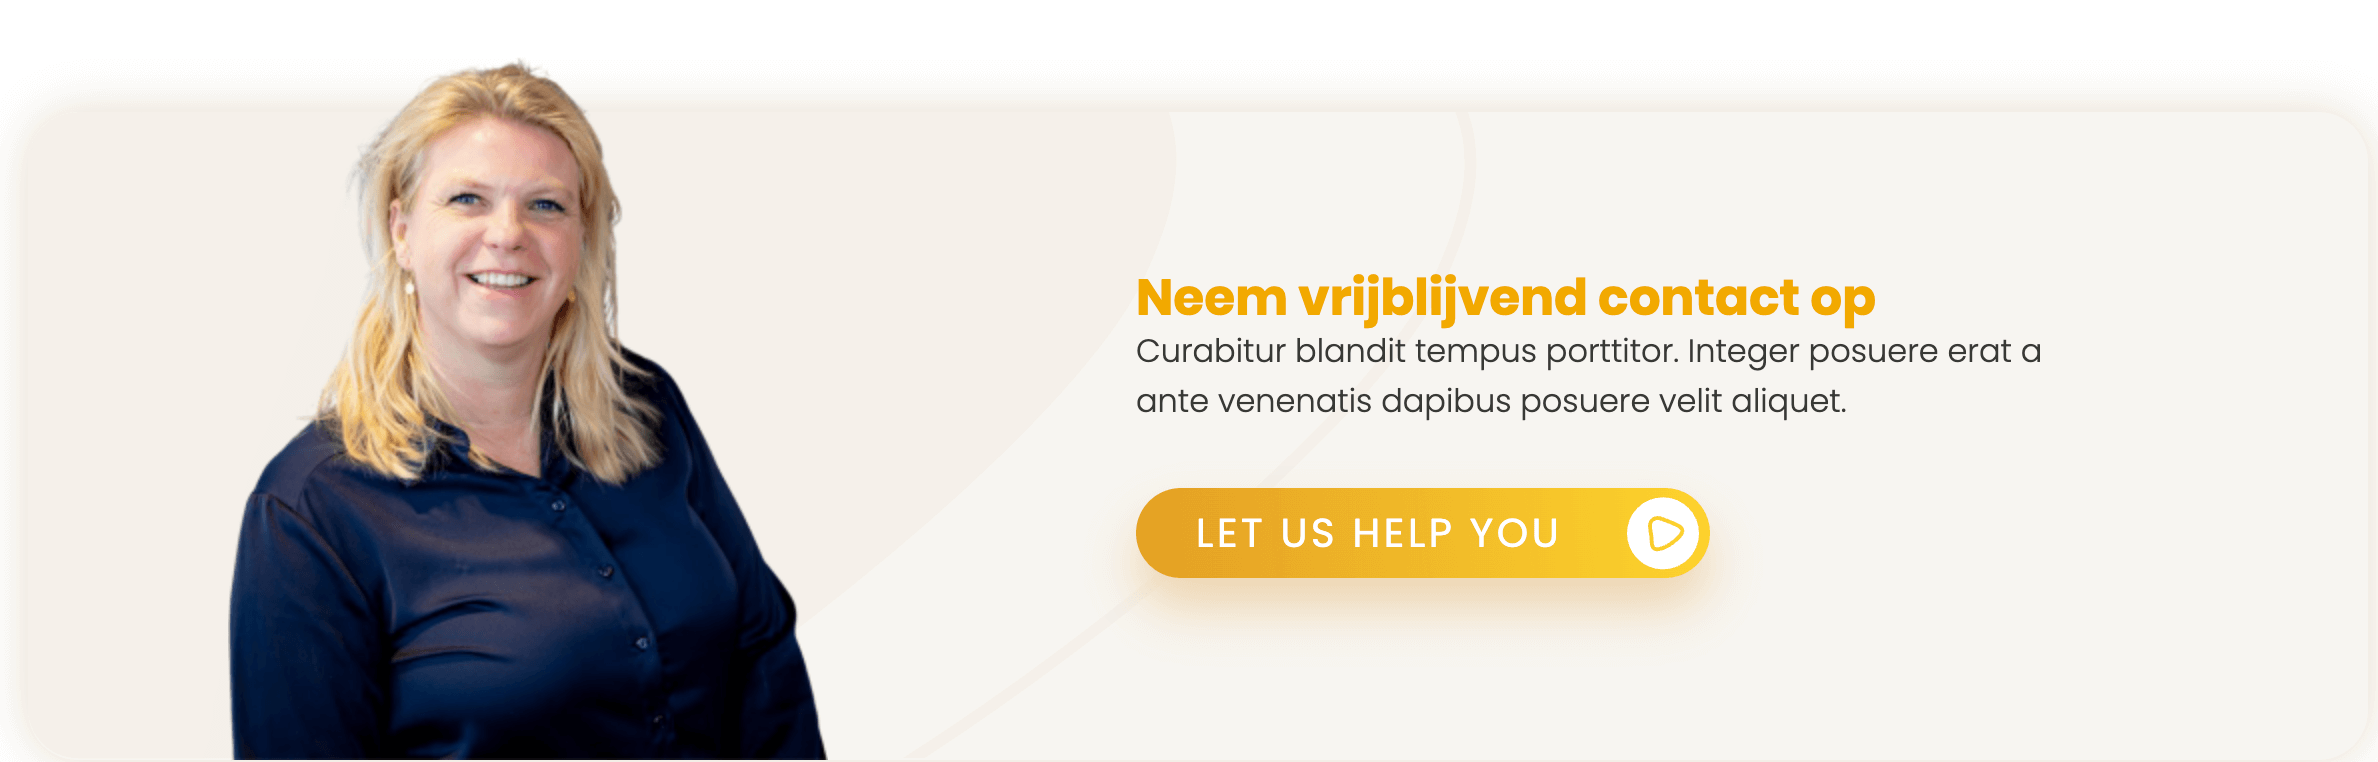 Neem vrijblijvend contact op
Curabitur blandit tempus porttitor. Integer posuere erat a
ante venenatis dapibus posuere velit aliquet.
LET US HELP YOU